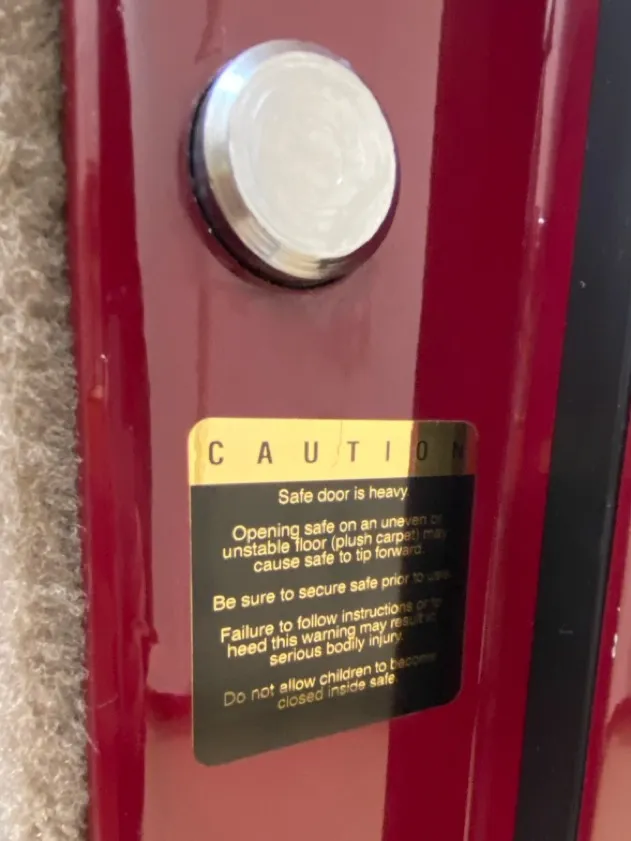 CAUTION
Safe door is heavy.
Opening safe on an uneven or
unstable floor (plush carpet) may
cause safe to tip forward.
Be sure to secure safe prior to use.
Failure to follow instructions or to
heed this warning may result in
serious bodily injury.
Do not allow children to become
closed inside safe.